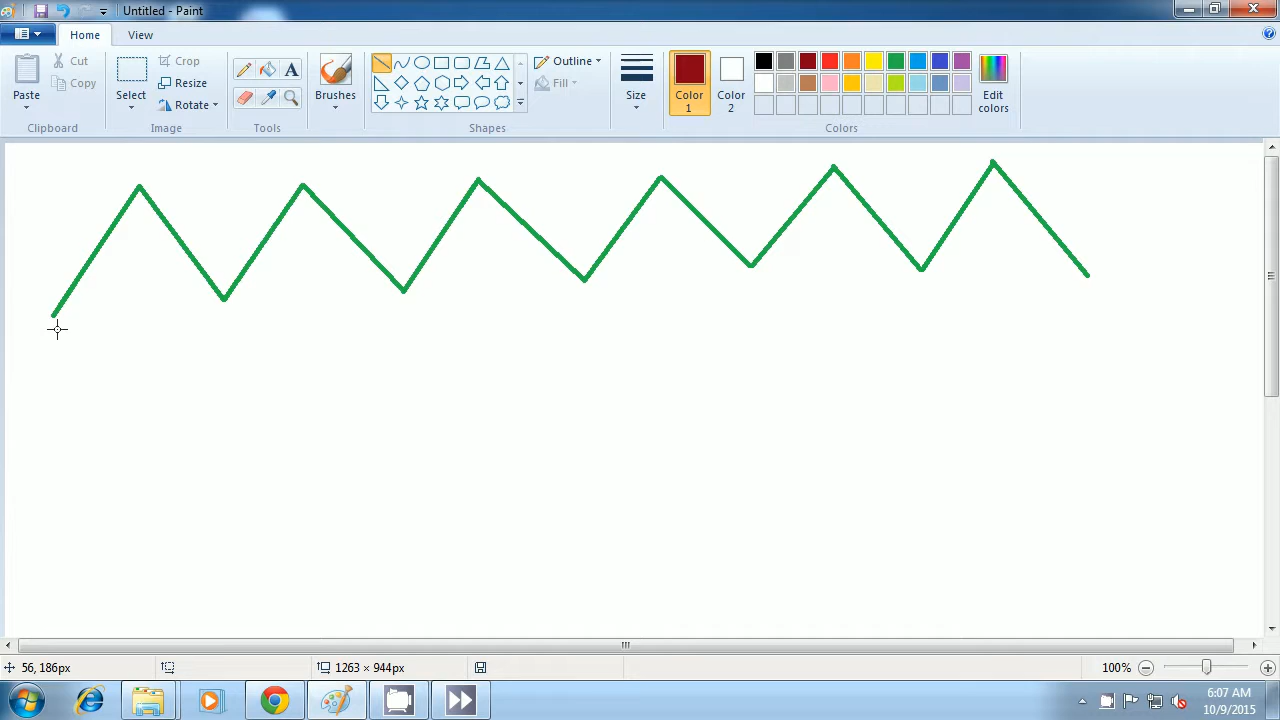 Untitled - Paint
Home View
Paste
Cut
Copy
Clipboard
Select
Crop
Resize
Rotate
Image
A
Tools
Brushes
Outline
Fill
Shapes
Size
Color 1
Color 2
Edit colors
Colors
56, 186px
1263 × 944px
100%
6:07 AM
10/9/2015